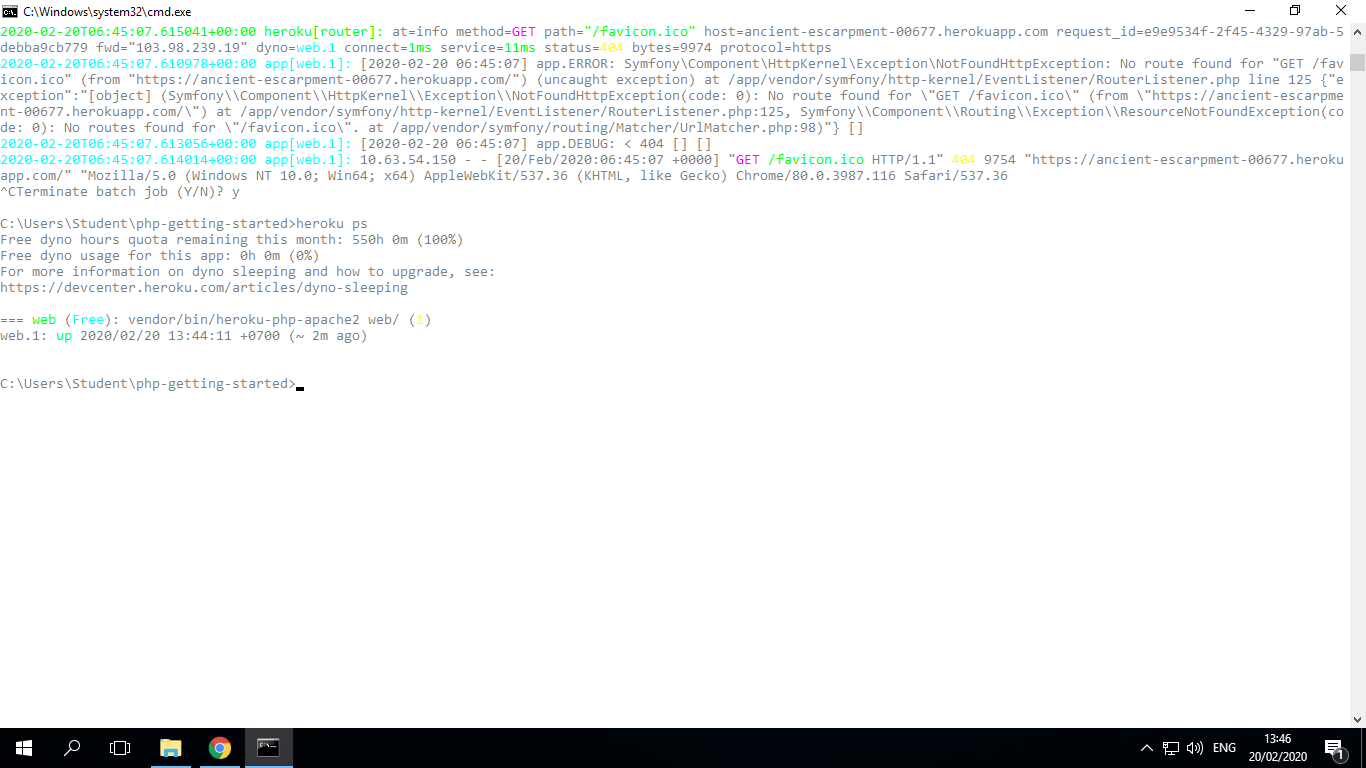 C:\Windows\system32\cmd.exe
2020-02-20T06:45:07.615041+00:00 heroku[router]: at=info method=GET path="/favicon.ico" host=ancient-escarpment-00677.herokuapp.com request_id=e9e9534f-2f45-4329-97ab-5
debba9cb779 fwd="103.98.239.19" dyno=web.1 connect=1ms service=11ms status=404 bytes=9974 protocol=https
2020-02-20T06:45:07.610978+00:00 app[web.1]: [2020-02-20 06:45:07] app.ERROR: Symfony\Component\HttpKernel\Exception\NotFoundHttpException: No route found for "GET /fav
icon.ico" (from "https://ancient-escarpment-00677.herokuapp.com/") (uncaught exception) at /app/vendor/symfony/http-kernel/EventListener/RouterListener.php line 125 {"e
xception":"[object] (Symfony\\Component\\HttpKernel\\Exception\\NotFoundHttpException(code: 0): No route found for \"GET /favicon.ico\" (from \"https://ancient-escarpme
nt-00677.herokuapp.com/\") at /app/vendor/symfony/http-kernel/EventListener/RouterListener.php:125, Symfony\\Component\\Routing\\Exception\\ResourceNotFoundException(co
de: 0): No routes found for \"/favicon.ico\". at /app/vendor/symfony/routing/Matcher/UrlMatcher.php:98)"} []
2020-02-20T06:45:07.613056+00:00 app[web.1]: [2020-02-20 06:45:07] app.DEBUG: < 404 [] []
2020-02-20T06:45:07.614014+00:00 app[web.1]: 10.63.54.150 - - [20/Feb/2020:06:45:07 +0000] "GET /favicon.ico HTTP/1.1" 404 9754 "https://ancient-escarpment-00677.heroku
app.com/" "Mozilla/5.0 (Windows NT 10.0; Win64; x64) AppleWebKit/537.36 (KHTML, like Gecko) Chrome/80.0.3987.116 Safari/537.36
^CTerminate batch job (Y/N)? y
C:\Users\Student\php-getting-started>heroku ps
Free dyno hours quota remaining this month: 550h 0m (100%)
Free dyno usage for this app: 0h 0m (0%)
For more information on dyno sleeping and how to upgrade, see:
https://devcenter.heroku.com/articles/dyno-sleeping
=== web (Free): vendor/bin/heroku-php-apache2 web/ (1)
web.1: up 2020/02/20 13:44:11 +0700 (~ 2m ago)
C:\Users\Student\php-getting-started>
ENG
13:46
20/02/2020
1